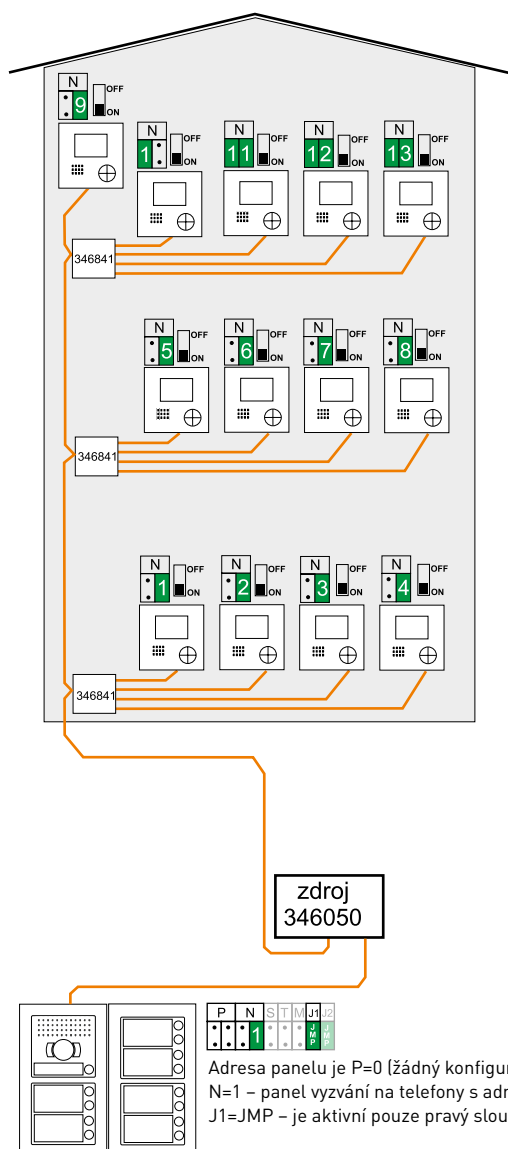 N
9
OFF
ON
N
1
OFF
ON
N
11
OFF
ON
N
12
OFF
ON
N
13
OFF
ON
346841
N
5
OFF
ON
N
6
OFF
ON
N
7
OFF
ON
N
8
OFF
ON
346841
N
1
OFF
ON
N
2
OFF
ON
N
3
OFF
ON
N
4
OFF
ON
346841
zdroj
346050
P N S T M J1 J2
1 JMP JMP
Adresa panelu je P=0 (žádný konfigu
N=1 – panel vyzvání na telefony s adr
J1=JMP – je aktivní pouze pravý slou